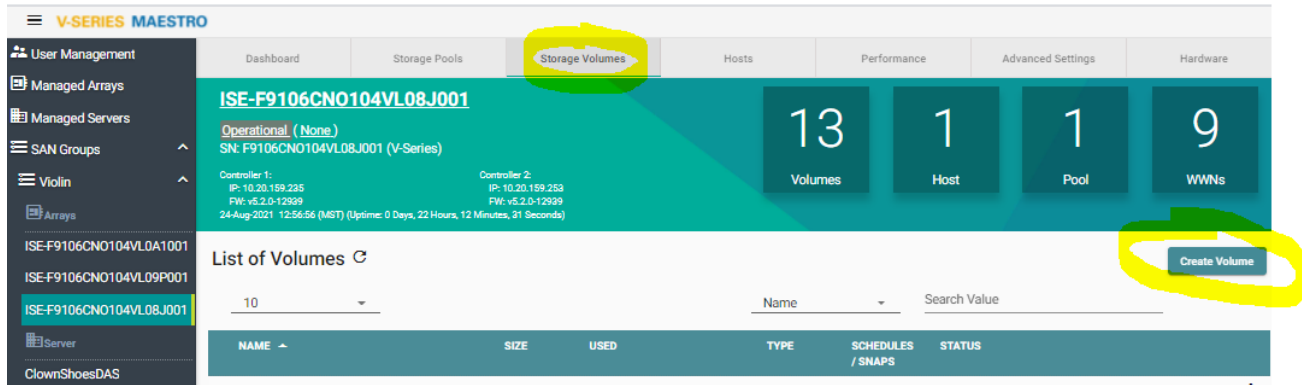 V-SERIES MAESTRO
User Management
Managed Arrays
Managed Servers
SAN Groups
Violin
Arrays
ISE-F9106CNO104VL0A1001
ISE-F9106CNO104VL09P001
ISE-F9106CNO104VL08J001
Server
ClownShoesDAS
Dashboard
Storage Pools
Storage Volumes
Hosts
Performance
Advanced Settings
Hardware
ISE-F9106CNO104VL08J001
Operational (None)
SN: F9106CNO104VL08J001 (V-Series)
Controller 1:
IP: 10.20.159.235
FW: v5.2.0-12939
Controller 2:
IP: 10.20.159.253
FW: v5.2.0-12939
24-Aug-2021 12:56:56 (MST) (Uptime: 0 Days, 22 Hours, 12 Minutes, 31 Seconds)
13
Volumes
1
Host
1
Pool
9
WWNs
List of Volumes
Create Volume
10
Name
Search Value
NAME
SIZE
USED
TYPE
SCHEDULES
/ SNAPS
STATUS